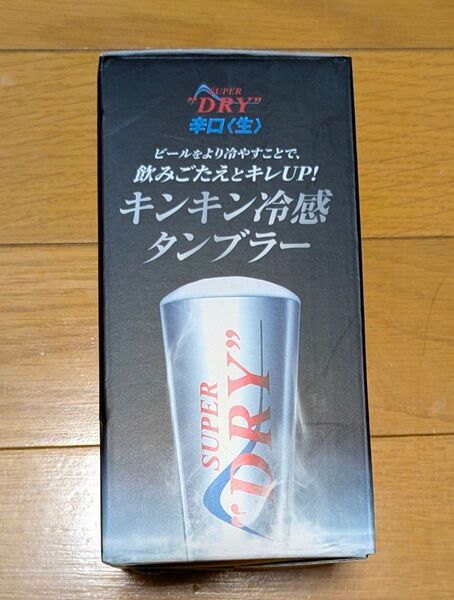 SUPER
"DRY"
辛口〈生〉
ビールをより冷やすことで、
飲みごたえとキレUP!
キンキン冷感
タンブラー
SUPER
"DRY"